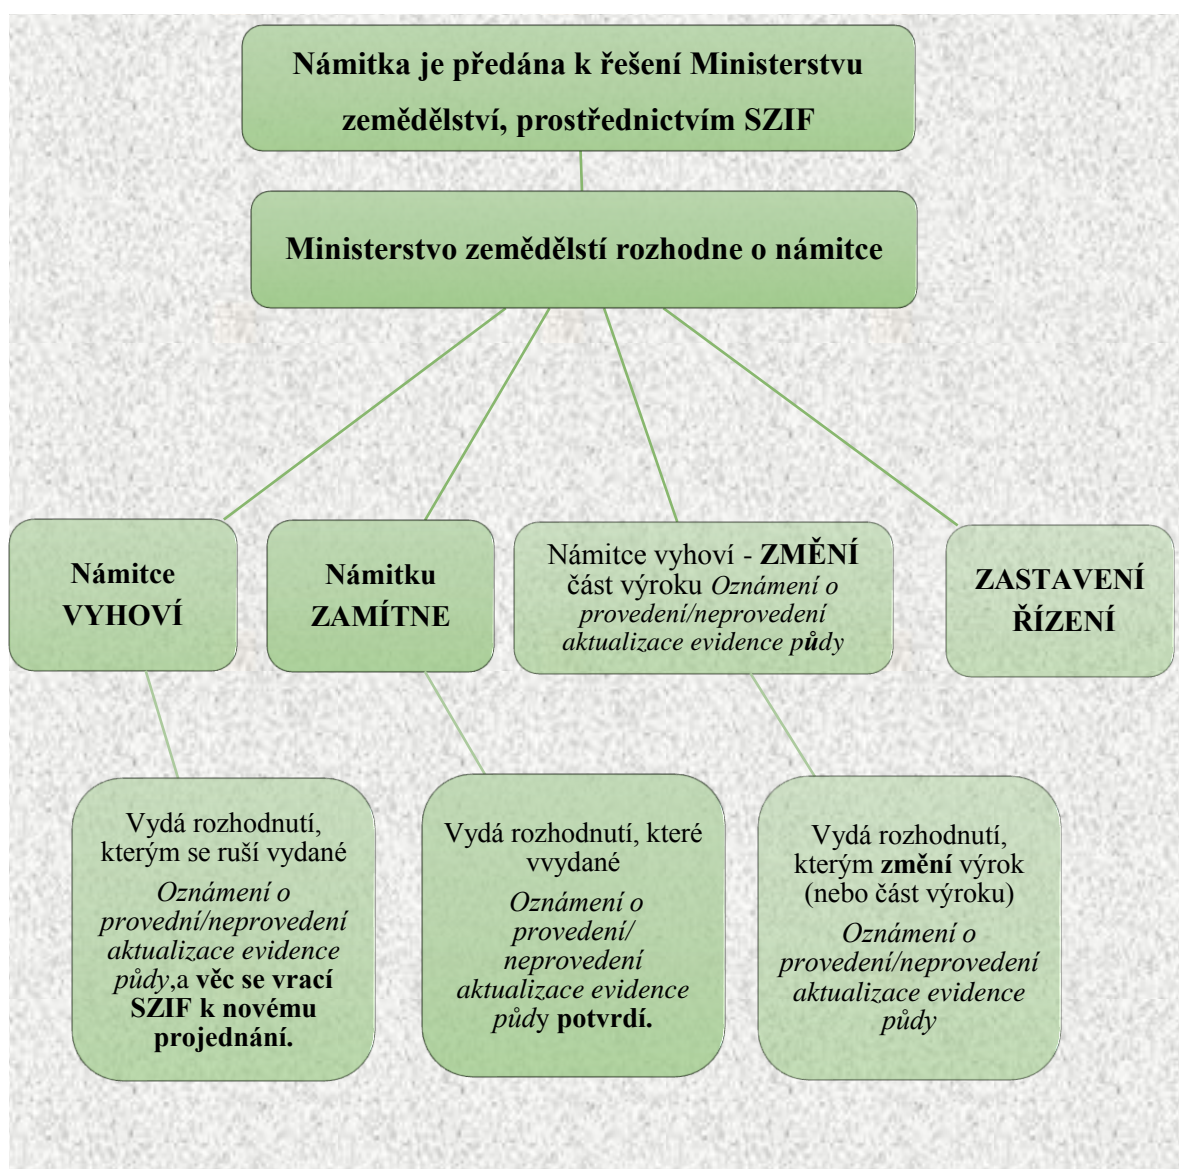 Námitka je předána k řešení Ministerstvu
zemědělství, prostřednictvím SZIF
Ministerstvo zemědělstí rozhodne o námitce
Námitce
VYHOVÍ
Námitku
ZAMÍTNE
Námitce vyhoví - ZMĚNÍ
část výroku Oznámení o
provedení/neprovedení
aktualizace evidence půdy
ZASTAVENÍ
ŘÍZENÍ
Vydá rozhodnutí,
kterým se ruší vydané
Oznámení o
provední/neprovedení
aktualizace evidence
půdy,a věc se vrací
SZIF k novému
projednání.
Vydá rozhodnutí, které
vvydané
Oznámení o
provedení/
neprovedení
aktualizace evidence
půdy potvrdí.
Vydá rozhodnutí,
kterým změní výrok
(nebo část výroku)
Oznámení o
provedení/neprovedení
aktualizace evidence
půdy